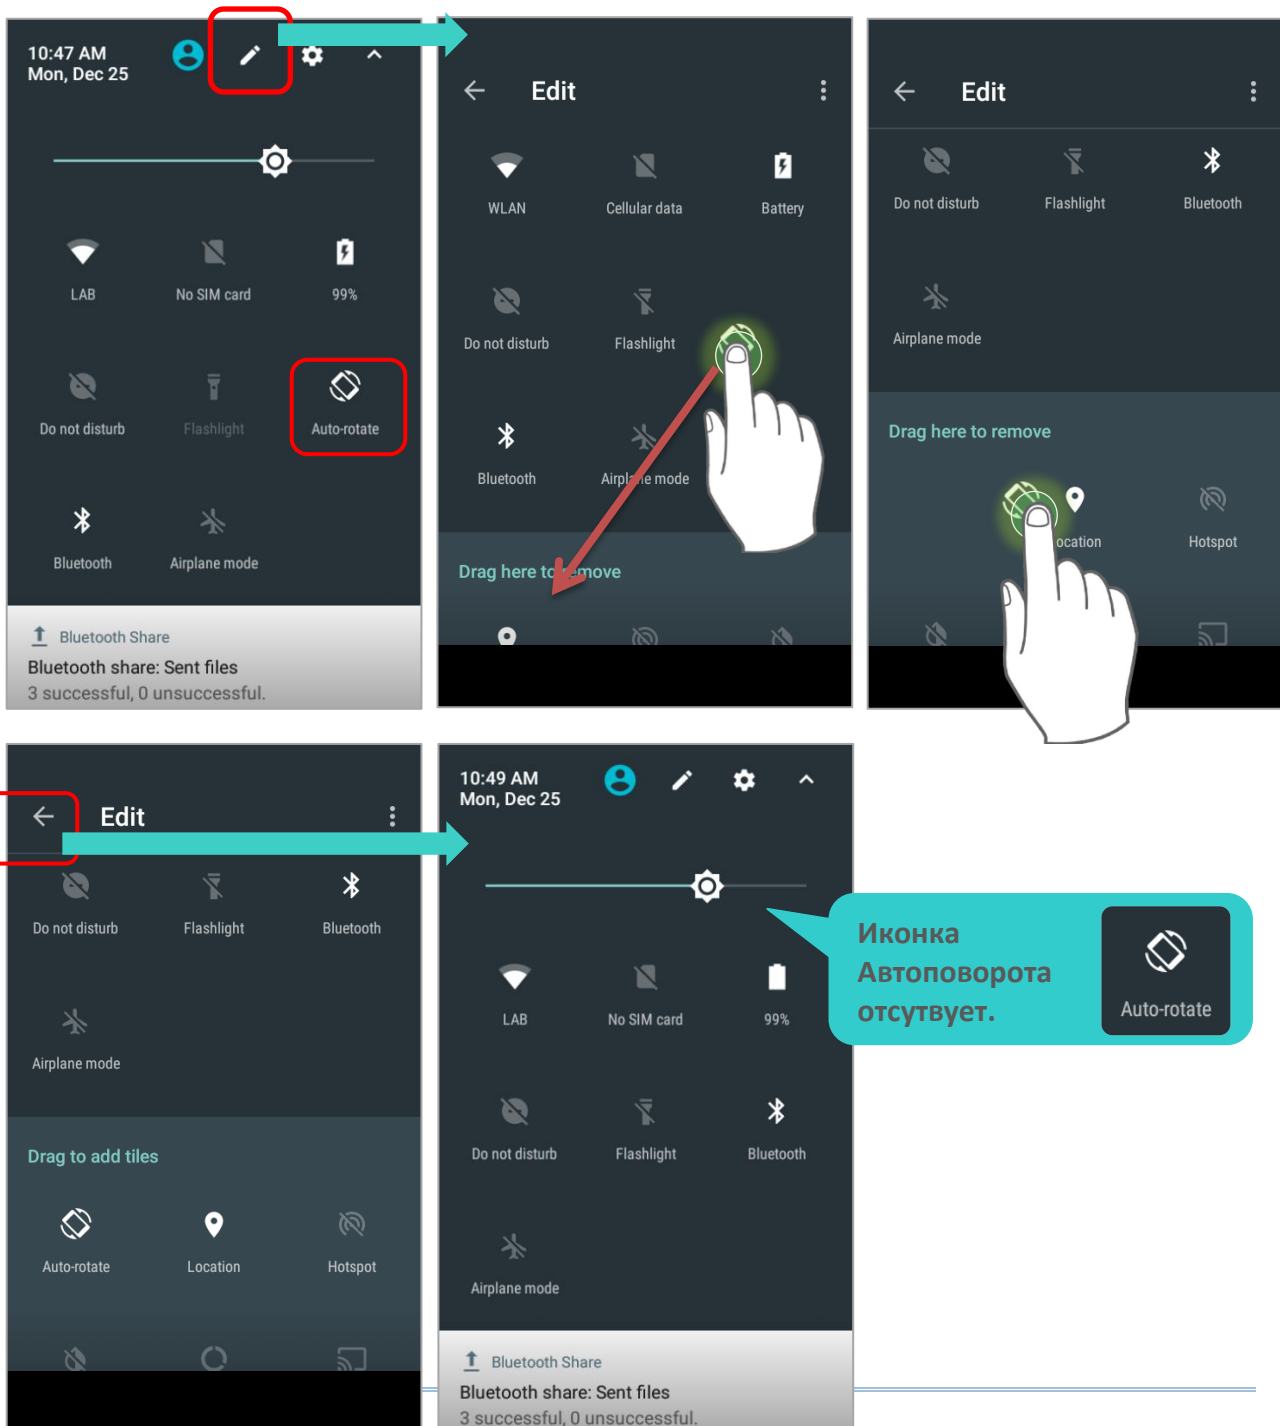 10:47 AM
Mon, Dec 25
LAB
No SIM card
99%
Do not disturb
Flashlight
Auto-rotate
Bluetooth
Airplane mode
Bluetooth Share
Bluetooth share: Sent files
3 successful, 0 unsuccessful.
Edit
WLAN
Cellular data
Battery
Do not disturb
Flashlight
Bluetooth
Airplane mode
Drag here to remove
Edit
Do not disturb
Flashlight
Bluetooth
Airplane mode
Drag here to remove
ocation
Hotspot
Edit
Do not disturb
Flashlight
Bluetooth
Airplane mode
Drag to add tiles
Auto-rotate
Location
Hotspot
10:49 AM
Mon, Dec 25
LAB
No SIM card
99%
Do not disturb
Flashlight
Bluetooth
Airplane mode
Bluetooth Share
Bluetooth share: Sent files
3 successful, 0 unsuccessful.
Иконка
Автоповорота
отсутвует.
Auto-rotate